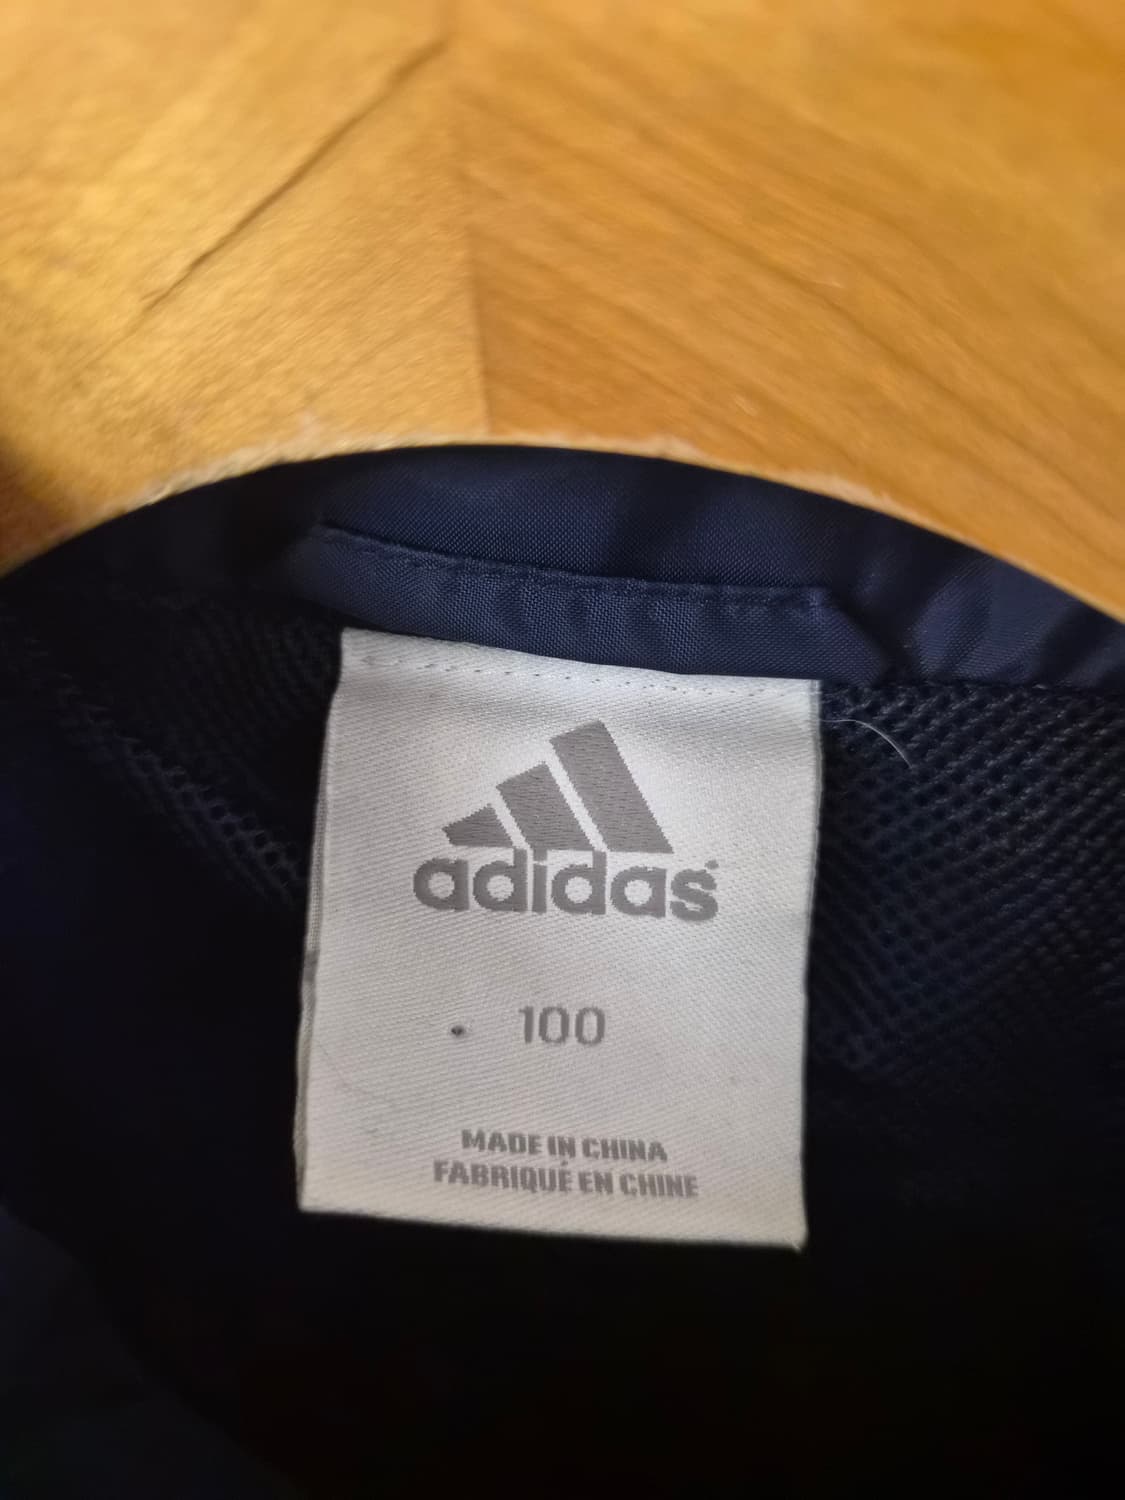 adidas
100
MADE IN CHINA
FABRIQUÉ EN CHINE